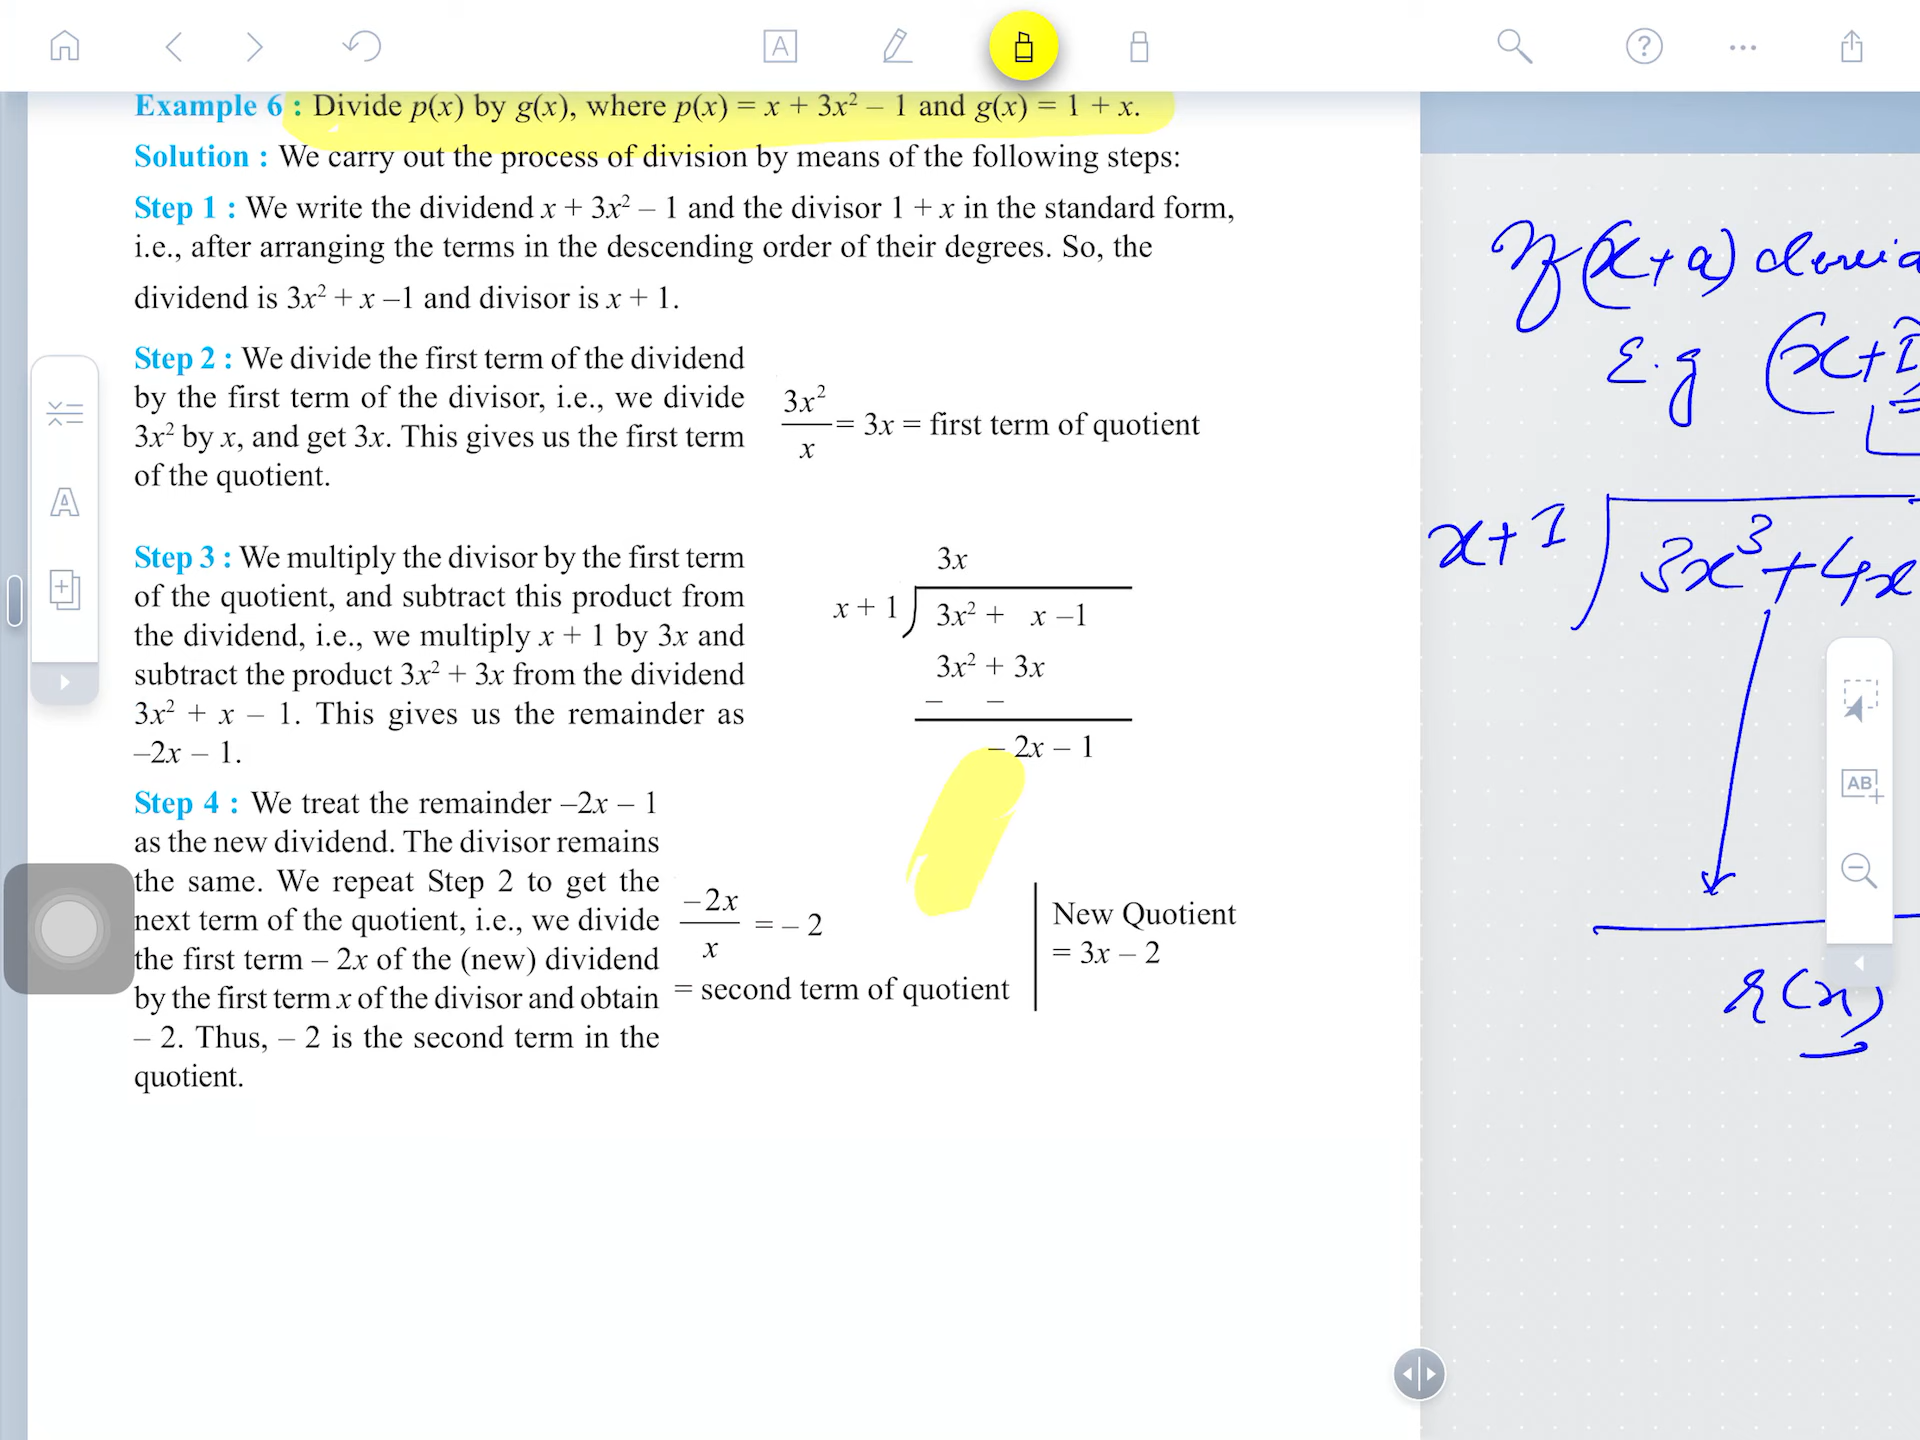 Example 6 : Divide p(x) by g(x), where p(x) = x + 3x² – 1 and g(x) = 1 + x.
Solution : We carry out the process of division by means of the following steps:
Step 1 : We write the dividend x + 3x² – 1 and the divisor 1 + x in the standard form,
i.e., after arranging the terms in the descending order of their degrees. So, the
dividend is 3x² + x –1 and divisor is x + 1.
Step 2 : We divide the first term of the dividend
by the first term of the divisor, i.e., we divide
3x² by x, and get 3x. This gives us the first term
of the quotient.
3x²
x
= 3x = first term of quotient
Step 3 : We multiply the divisor by the first term
of the quotient, and subtract this product from
the dividend, i.e., we multiply x + 1 by 3x and
subtract the product 3x² + 3x from the dividend
3x² + x – 1. This gives us the remainder as
–2x – 1.
3x
x + 1
3x² + x –1
3x² + 3x
– –
– 2x – 1
Step 4 : We treat the remainder –2x – 1
as the new dividend. The divisor remains
the same. We repeat Step 2 to get the
next term of the quotient, i.e., we divide
the first term – 2x of the (new) dividend
by the first term x of the divisor and obtain
– 2. Thus, – 2 is the second term in the
quotient.
–2x
x
= – 2
= second term of quotient
New Quotient
= 3x – 2
If (x+a)
E.g (x+1
x+1
3x³+4x
r(x)
A
A
AB